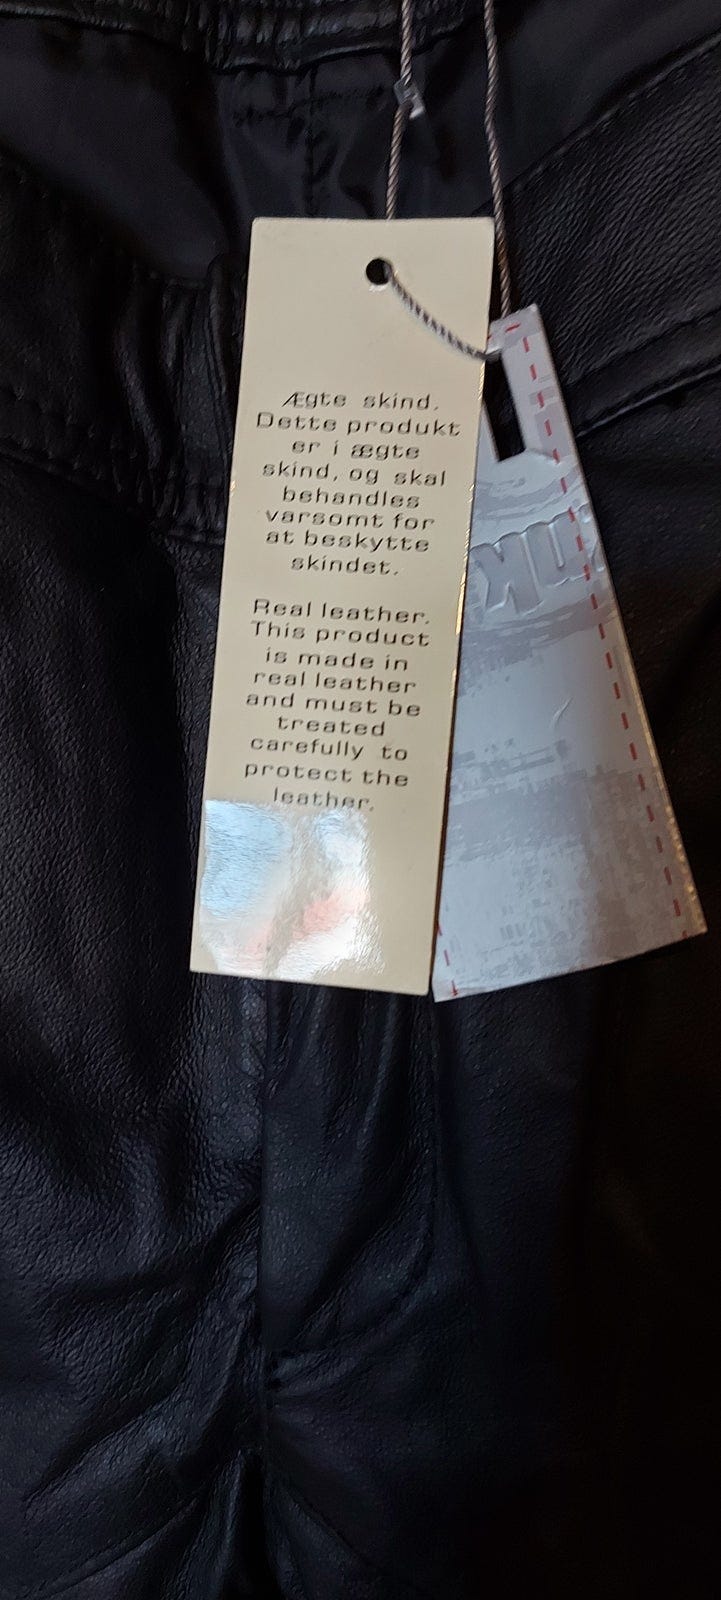 Ægte skind.
Dette produkt
er i ægte
skind, og skal
behandles
varsomt for
at beskytte
skindet.
Real leather.
This product
is made in
real leather
and must be
treated
carefully to
protect the
leather.